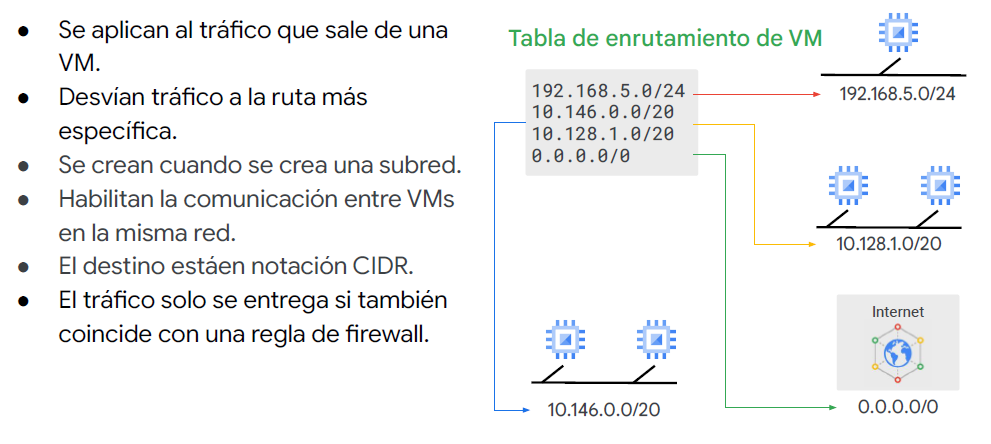 ● Se aplican al tráfico que sale de una
VM.
● Desvían tráfico a la ruta más
específica.
● Se crean cuando se crea una subred.
● Habilitan la comunicación entre VMs
en la misma red.
● El destino estáen notación CIDR.
● El tráfico solo se entrega si también
coincide con una regla de firewall.
Tabla de enrutamiento de VM
192.168.5.0/24
10.146.0.0/20
10.128.1.0/20
0.0.0.0/0
192.168.5.0/24
10.128.1.0/20
Internet
0.0.0.0/0
10.146.0.0/20